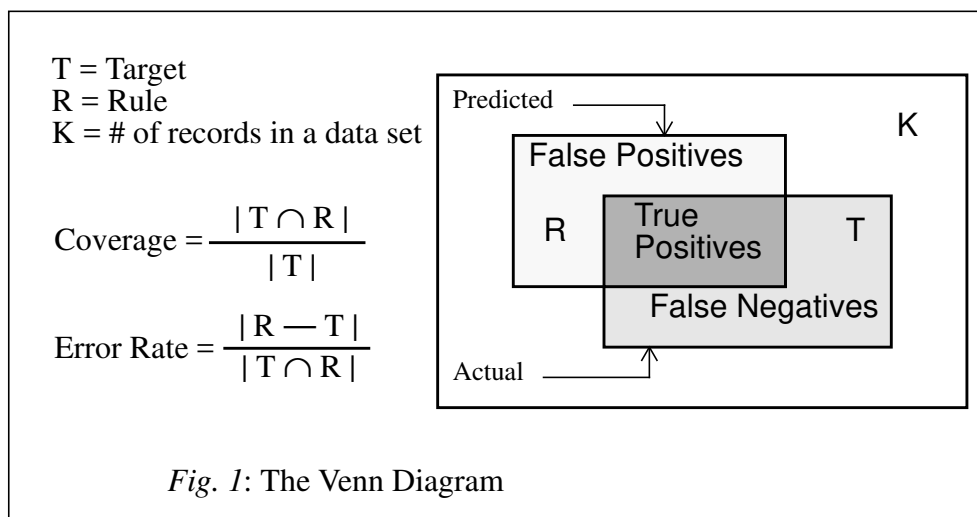 T = Target
R = Rule
K = # of records in a data set
Coverage = | T ∩ R | / | T |
Error Rate = | R — T | / | T ∩ R |
Predicted
K
False Positives
R
True
Positives
T
False Negatives
Actual
Fig. 1: The Venn Diagram